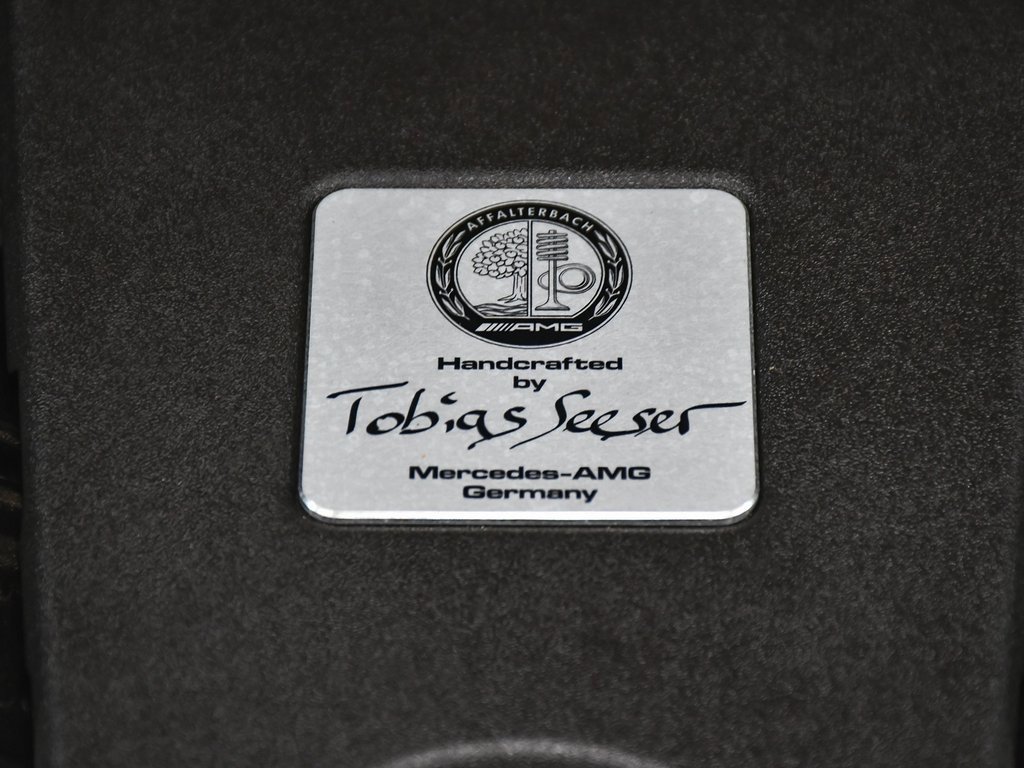 AFFALTERBACH
AMG
Handcrafted
by
Tobias Seeser
Mercedes-AMG
Germany